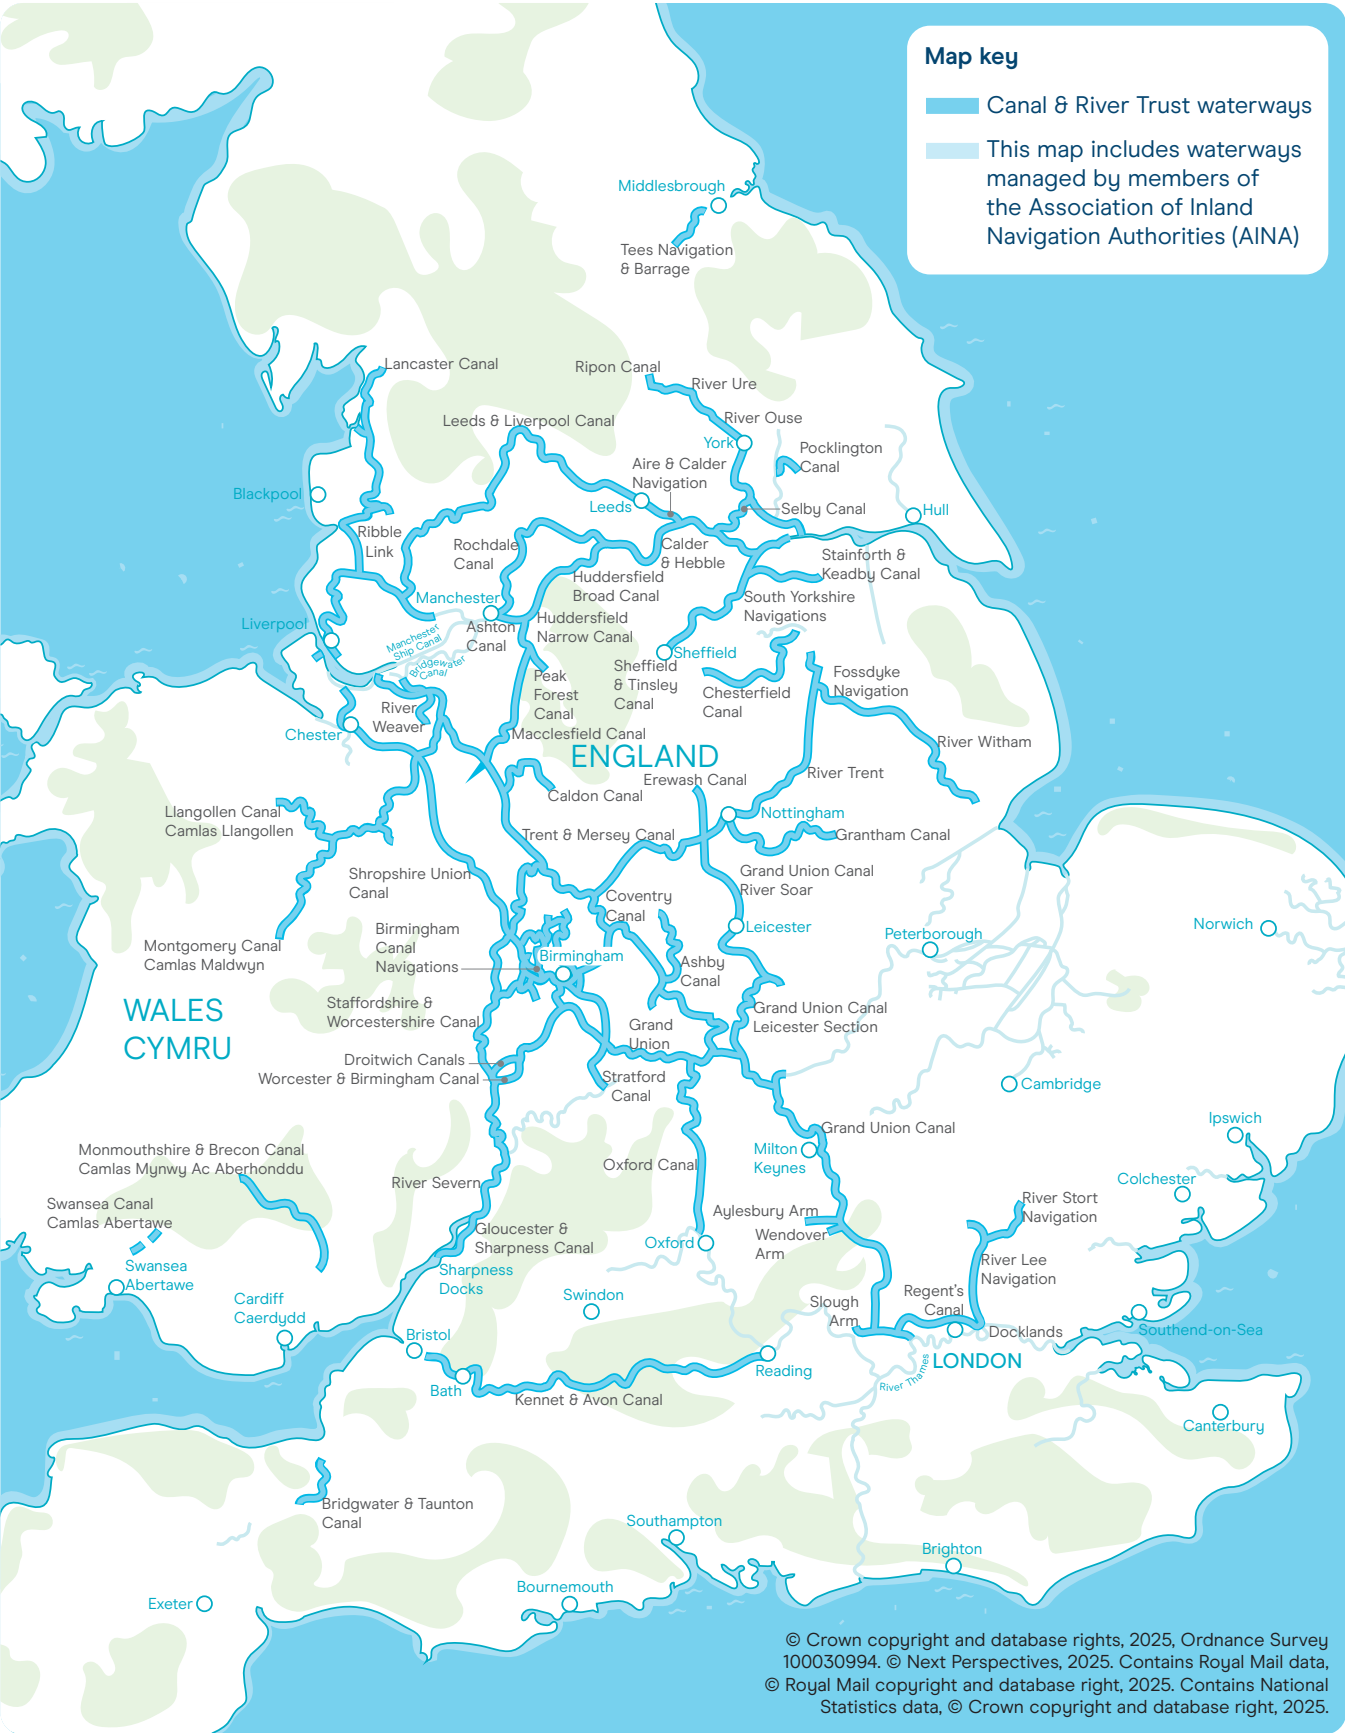 Map key
Canal & River Trust waterways
This map includes waterways
managed by members of
the Association of Inland
Navigation Authorities (AINA)
Middlesbrough
Tees Navigation
& Barrage
Lancaster Canal
Ripon Canal
River Ure
Leeds & Liverpool Canal
River Ouse
York
Pocklington
Canal
Aire & Calder
Navigation
Blackpool
Leeds
Selby Canal
Hull
Ribble
Link
Rochdale
Canal
Calder
& Hebble
Stainforth &
Keadby Canal
Huddersfield
Broad Canal
South Yorkshire
Navigations
Manchester
Liverpool
Ashton
Canal
Huddersfield
Narrow Canal
Manchester
Ship Canal
Bridgewater
Canal
Sheffield
Sheffield
& Tinsley
Canal
Peak
Forest
Canal
Chesterfield
Canal
Fossdyke
Navigation
River
Weaver
Chester
Macclesfield Canal
River Witham
ENGLAND
River Trent
Erewash Canal
Caldon Canal
Llangollen Canal
Camlas Llangollen
Nottingham
Trent & Mersey Canal
Grantham Canal
Shropshire Union
Canal
Grand Union Canal
River Soar
Coventry
Canal
Birmingham
Canal
Navigations
Leicester
Peterborough
Norwich
Montgomery Canal
Camlas Maldwyn
Birmingham
Ashby
Canal
WALES
CYMRU
Staffordshire &
Worcestershire Canal
Grand Union Canal
Leicester Section
Grand
Union
Droitwich Canals
Worcester & Birmingham Canal
Stratford
Canal
Cambridge
Ipswich
Grand Union Canal
Monmouthshire & Brecon Canal
Camlas Mynwy Ac Aberhonddu
Milton
Keynes
Oxford Canal
River Severn
Colchester
Swansea Canal
Camlas Abertawe
River Stort
Navigation
Aylesbury Arm
Gloucester &
Sharpness Canal
Wendover
Arm
Oxford
Sharpness
Docks
River Lee
Navigation
Swansea
Abertawe
Cardiff
Caerdydd
Swindon
Slough
Arm
Regent's
Canal
Docklands
Southend-on-Sea
Bristol
LONDON
Reading
River Thames
Bath
Kennet & Avon Canal
Canterbury
Bridgwater & Taunton
Canal
Southampton
Brighton
Bournemouth
Exeter
© Crown copyright and database rights, 2025, Ordnance Survey
100030994. © Next Perspectives, 2025. Contains Royal Mail data,
© Royal Mail copyright and database right, 2025. Contains National
Statistics data, © Crown copyright and database right, 2025.